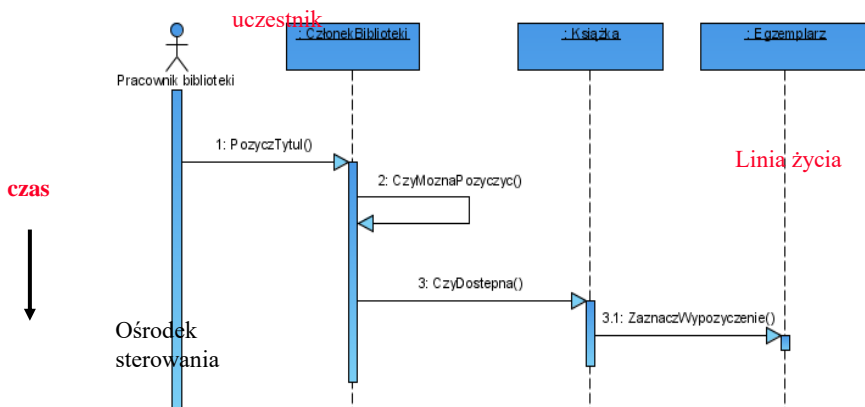 uczestnik
: CzłonekBiblioteki
: Książka
: Egzemplarz
Pracownik biblioteki
1: PozyczTytul()
Linia życia
czas
2: CzyMoznaPozyczyc()
3: CzyDostepna()
3.1: ZaznaczWypozyczenie()
Ośrodek
sterowania